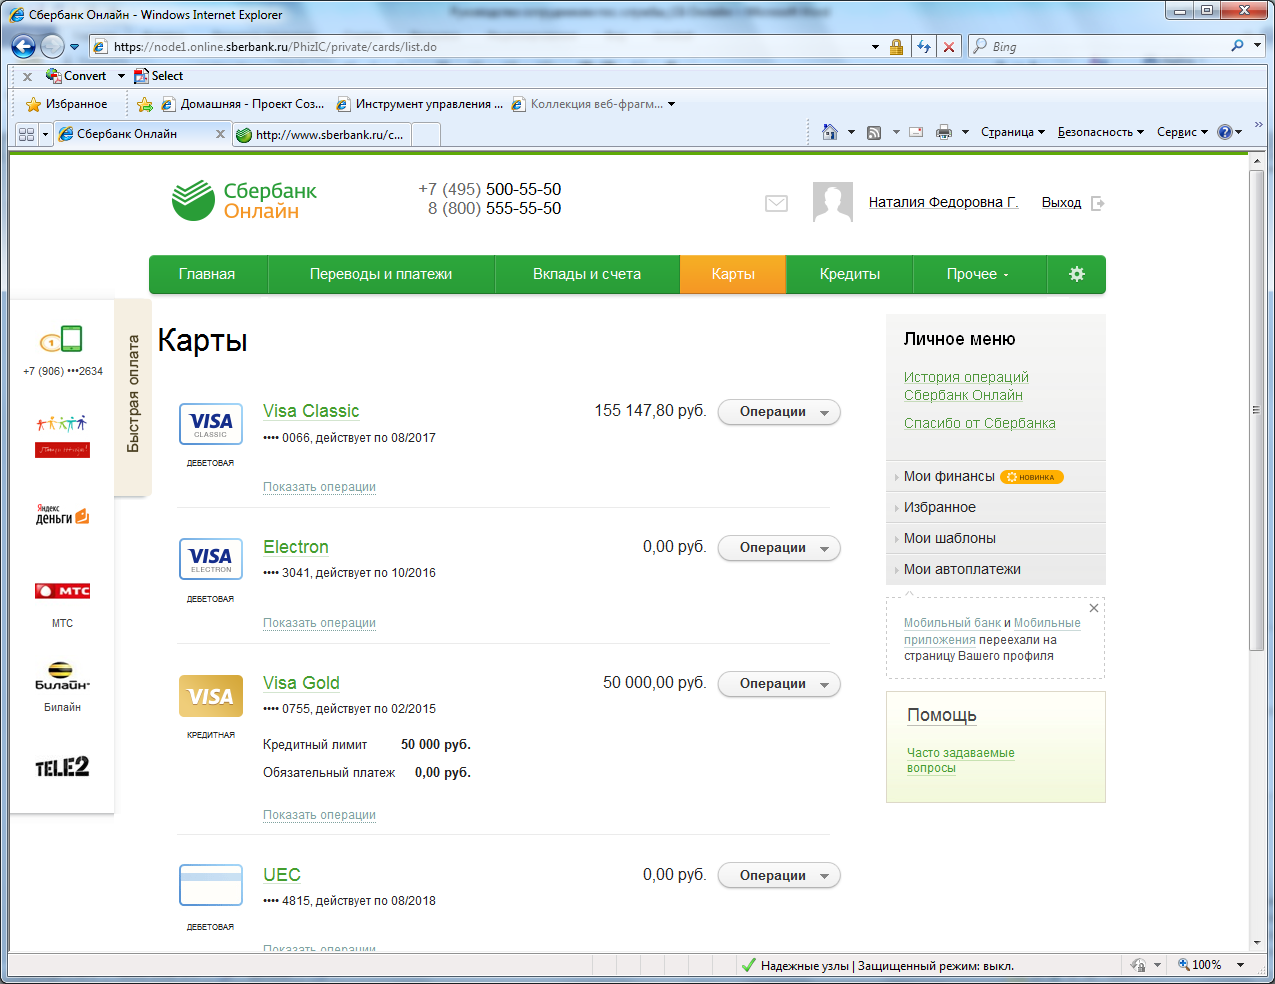 Сбербанк Онлайн - Windows Internet Explorer
https://node1.online.sberbank.ru/PhizIC/private/cards/list.do
Bing
x Convert Select
Избранное Домашняя - Проект Соз... Инструмент управления ... Коллекция веб-фрагм...
Сбербанк Онлайн http://www.sberbank.ru/с... Страница Безопасность Сервис
Сбербанк
Онлайн
+7 (495) 500-55-50
8 (800) 555-55-50
Наталия Федоровна Г. Выход
Главная Переводы и платежи Вклады и счета Карты Кредиты Прочее
Быстрая оплата
1
+7 (906) •••2634
Яндекс
деньги
МТС
МТС
Билайн
Билайн
TELE2
Карты
VISA
CLASSIC
ДЕБЕТОВАЯ
Visa Classic 155 147,80 руб. Операции
•••• 0066, действует по 08/2017
Показать операции
VISA
ELECTRON
ДЕБЕТОВАЯ
Electron 0,00 руб. Операции
•••• 3041, действует по 10/2016
Показать операции
VISA
КРЕДИТНАЯ
Visa Gold 50 000,00 руб. Операции
•••• 0755, действует по 02/2015
Кредитный лимит 50 000 руб.
Обязательный платеж 0,00 руб.
Показать операции
ДЕБЕТОВАЯ
UEC 0,00 руб. Операции
•••• 4815, действует по 08/2018
Показать операции
Личное меню
История операций
Сбербанк Онлайн
Спасибо от Сбербанка
Мои финансы НОВИНКА
Избранное
Мои шаблоны
Мои автоплатежи
Мобильный банк и Мобильные
приложения переехали на
страницу Вашего профиля
Помощь
Часто задаваемые
вопросы
Надежные узлы | Защищенный режим: выкл. 100%